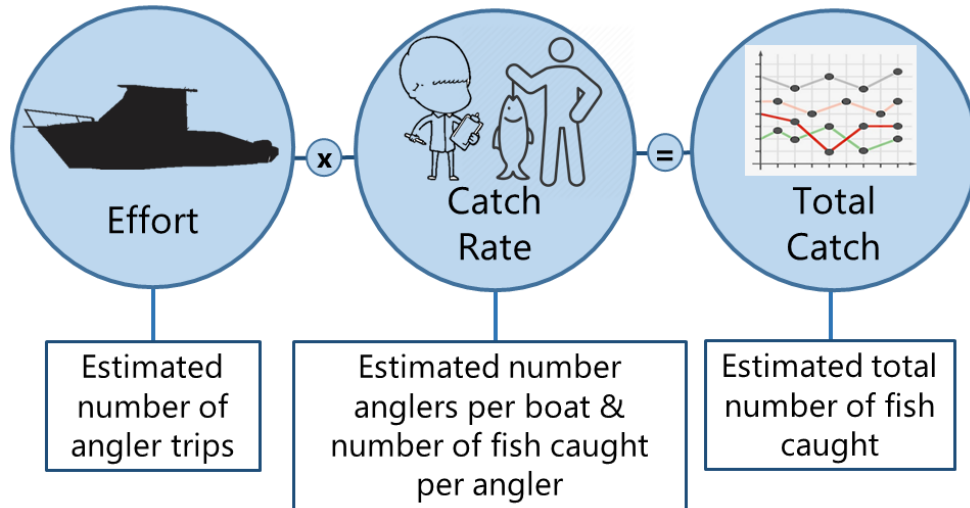 Effort
x
Catch
Rate
=
Total
Catch
Estimated
number of
angler trips
Estimated number
anglers per boat &
number of fish caught
per angler
Estimated total
number of fish
caught